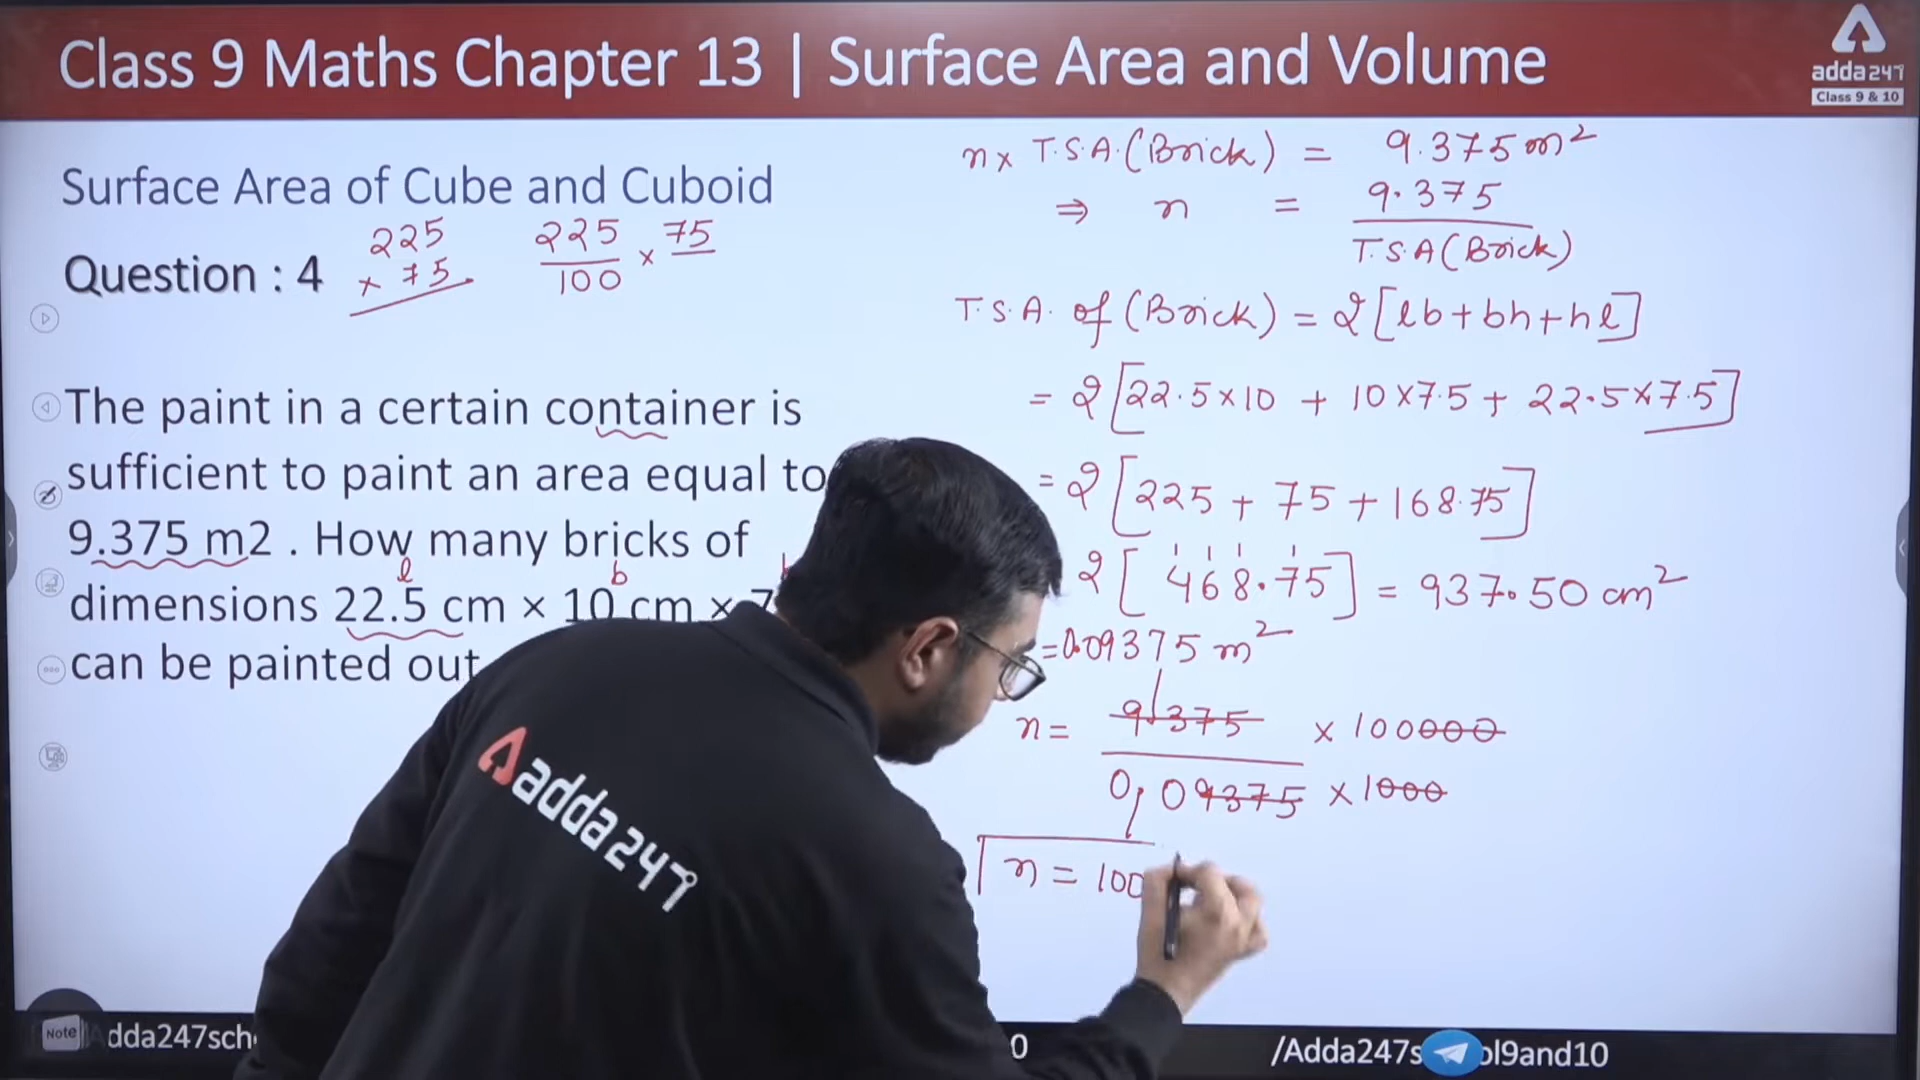 Class 9 Maths Chapter 13 | Surface Area and Volume
adda247
Class 9 & 10
Surface Area of Cube and Cuboid
Question : 4
225
× 75
225/100 × 75
The paint in a certain container is
sufficient to paint an area equal to
9.375 m2 . How many bricks of
l b
dimensions 22.5 cm × 10 cm × 7
can be painted out
n × T.S.A.(Brick) = 9.375 m²
⇒ n = 9.375/T.S.A(Brick)
T.S.A. of (Brick) = 2[lb+bh+hl]
= 2[22.5×10 + 10×7.5 + 22.5×7.5]
= 2[225 + 75 + 168.75]
2[468.75] = 937.50 cm²
=0.09375 m²
n = 9.375 × 100000
0.09375 × 1000
n = 100
adda247
Note
/Adda247s